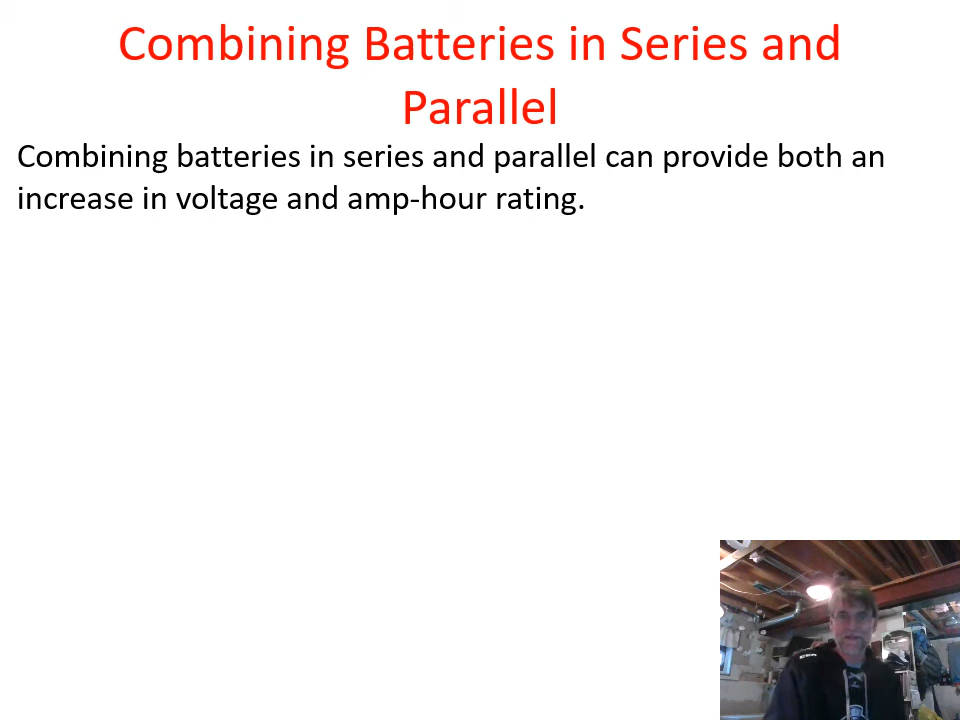 Combining Batteries in Series and
Parallel
Combining batteries in series and parallel can provide both an
increase in voltage and amp-hour rating.